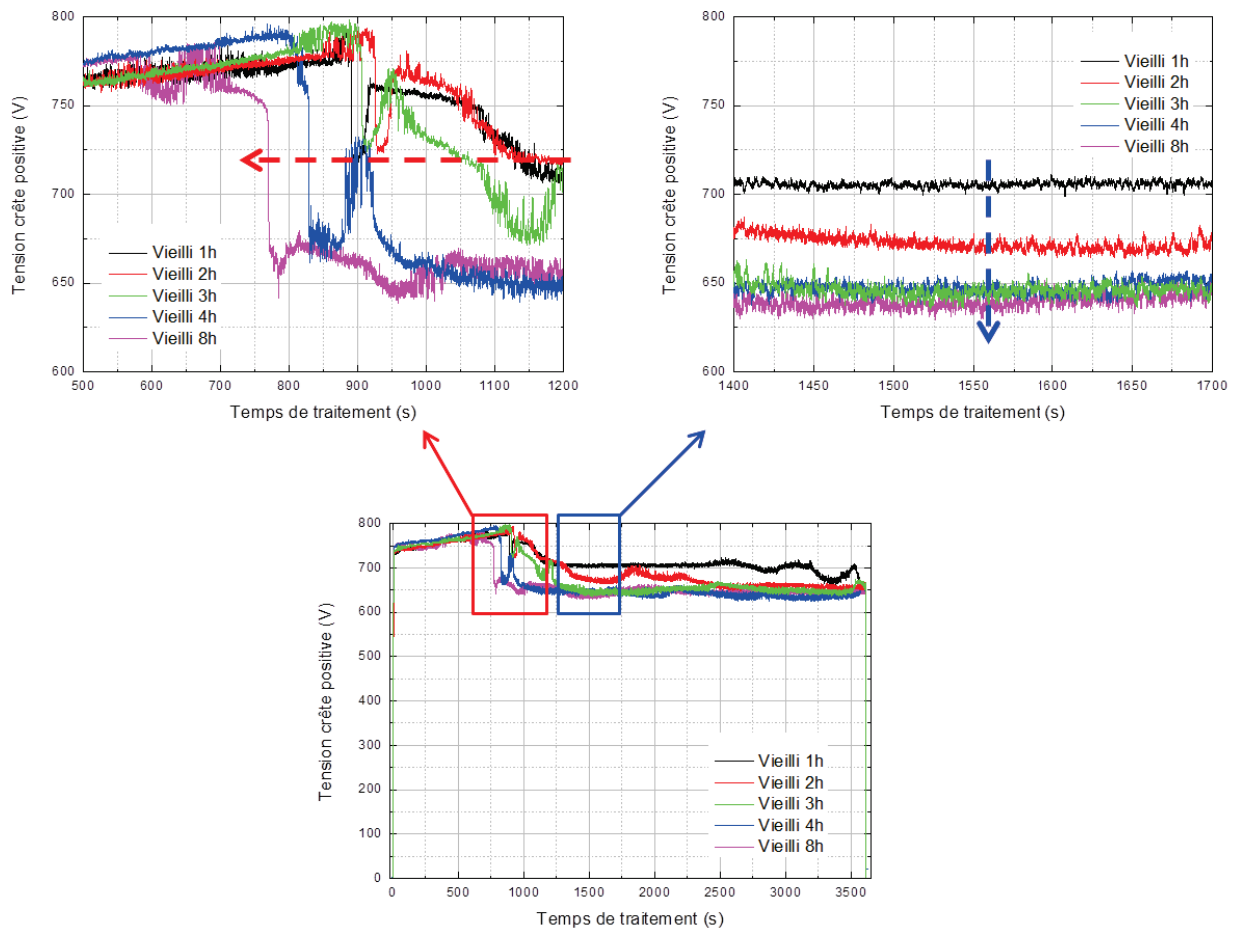 800
750
700
650
600
Tension crête positive (V)
Vieilli 1h
Vieilli 2h
Vieilli 3h
Vieilli 4h
Vieilli 8h
500 600 700 800 900 1000 1100 1200
Temps de traitement (s)
800
750
700
650
600
Tension crête positive (V)
Vieilli 1h
Vieilli 2h
Vieilli 3h
Vieilli 4h
Vieilli 8h
1400 1450 1500 1550 1600 1650 1700
Temps de traitement (s)
800
700
600
500
400
300
200
100
0
Tension crête positive (V)
Vieilli 1h
Vieilli 2h
Vieilli 3h
Vieilli 4h
Vieilli 8h
0 500 1000 1500 2000 2500 3000 3500
Temps de traitement (s)